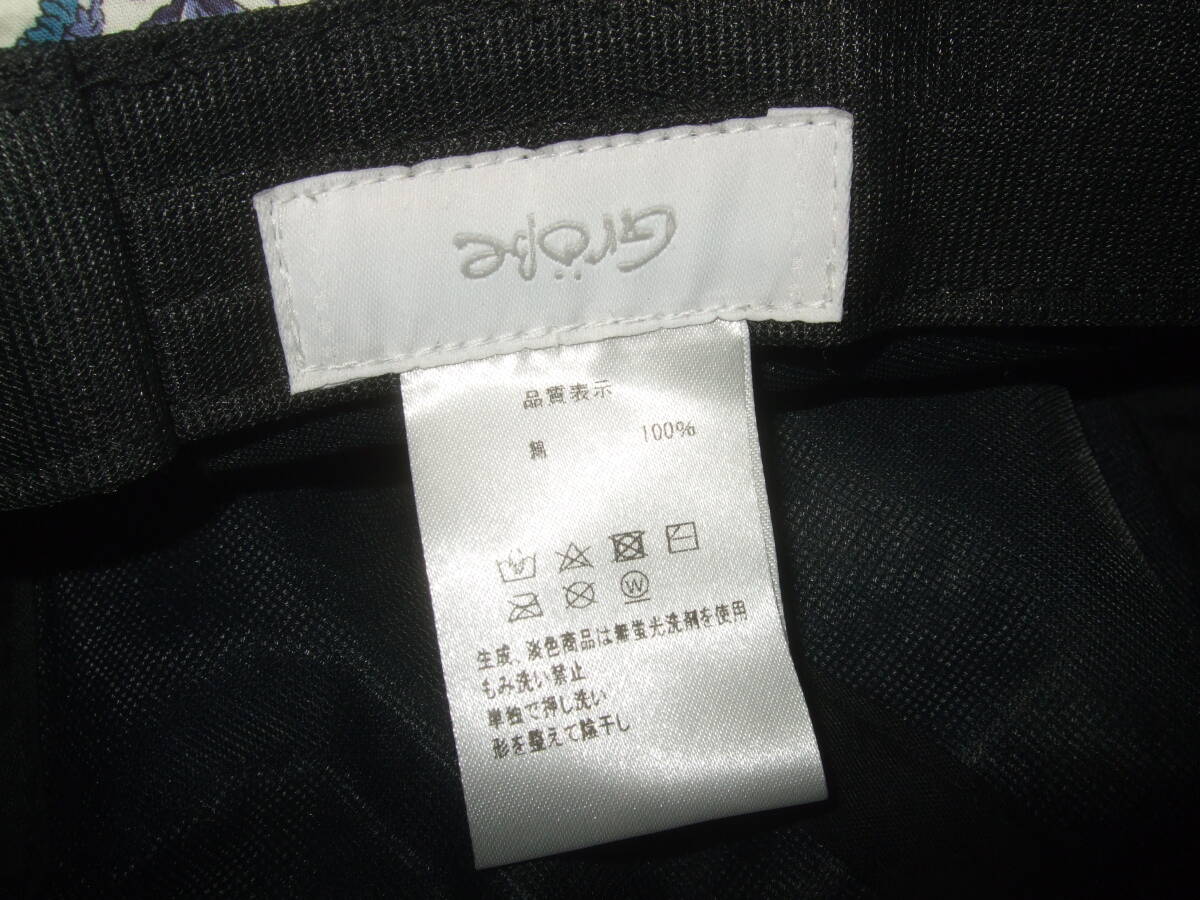 Größe
品質表示
綿 100%
W
生成、淡色商品は無蛍光洗剤を使用
もみ洗い禁止
単独で押し洗い
形を整えて陰干し